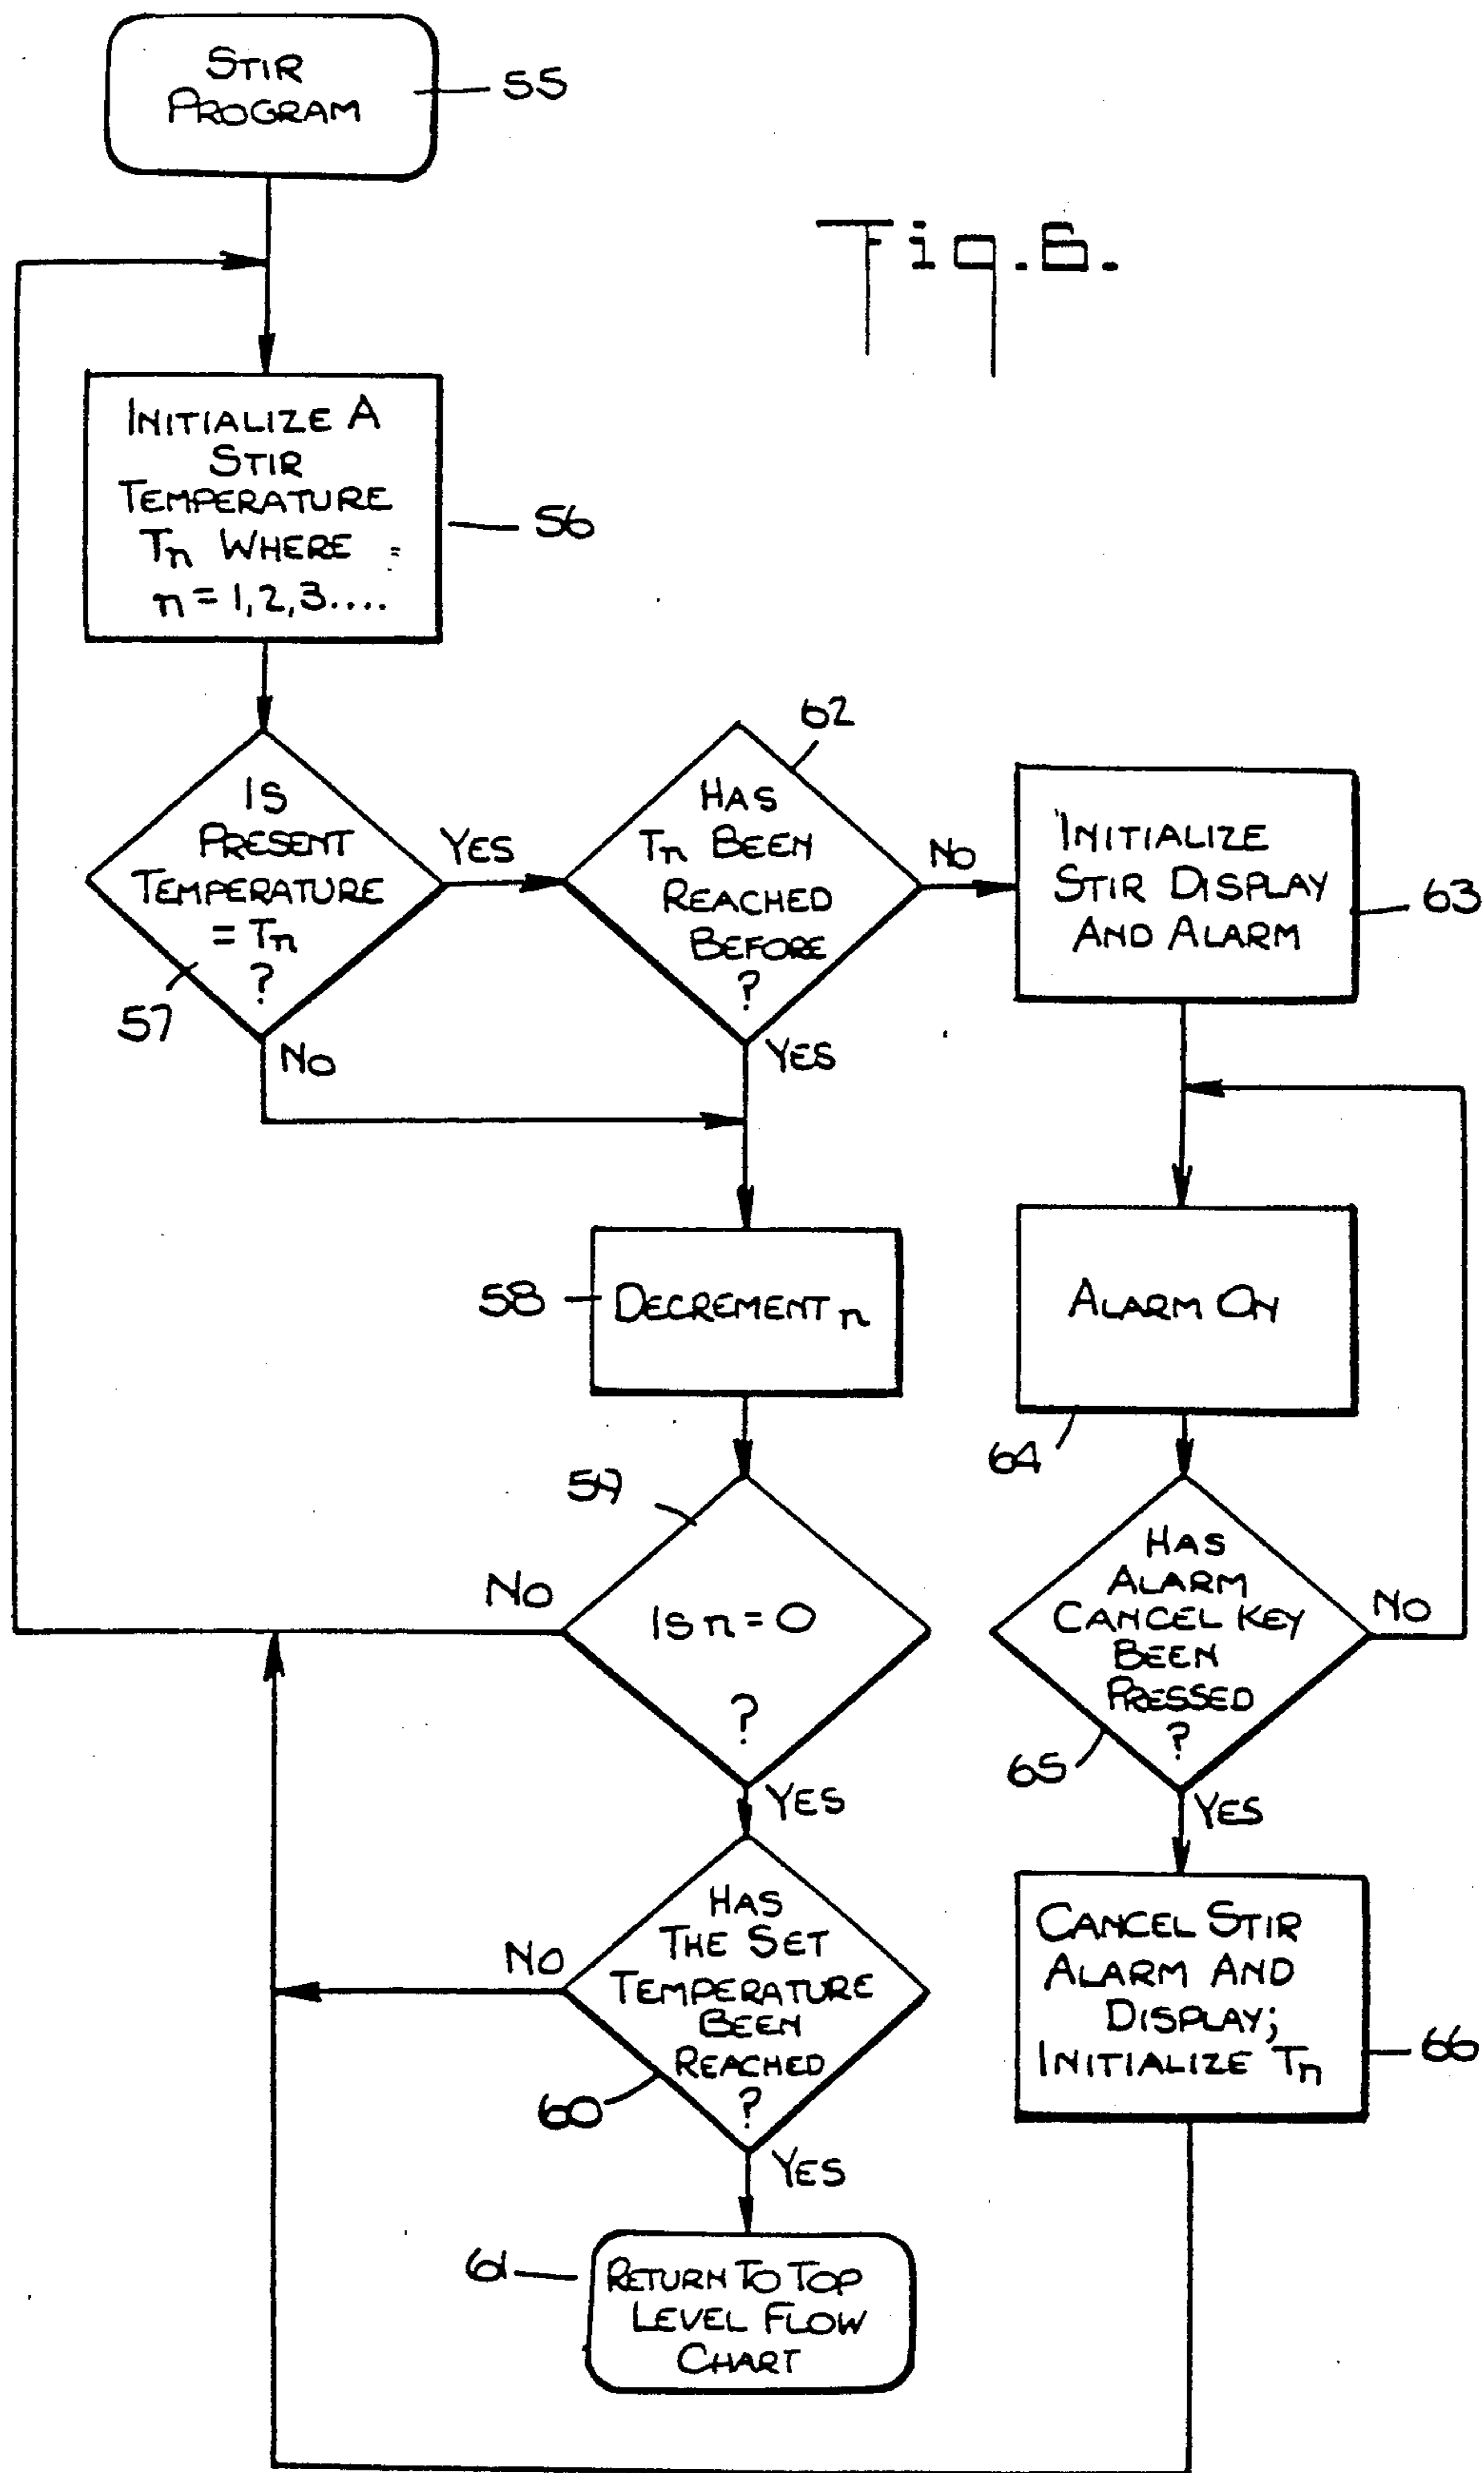 STIR
PROGRAM
55
Fig.6.
INITIALIZE A
STIR
TEMPERATURE
Tn WHERE =
n = 1, 2, 3....
56
IS
PRESENT
TEMPERATURE
= Tn
?
57
YES
NO
62
HAS
Tn BEEN
REACHED
BEFORE
?
NO
YES
INITIALIZE
STIR DISPLAY
AND ALARM
63
58
DECREMENT n
ALARM ON
64
59
IS n = 0
?
NO
YES
HAS
ALARM
CANCEL KEY
BEEN
PRESSED
?
65
NO
YES
HAS
THE SET
TEMPERATURE
BEEN
REACHED
?
60
NO
YES
CANCEL STIR
ALARM AND
DISPLAY;
INITIALIZE Tn
66
61
RETURN TO TOP
LEVEL FLOW
CHART